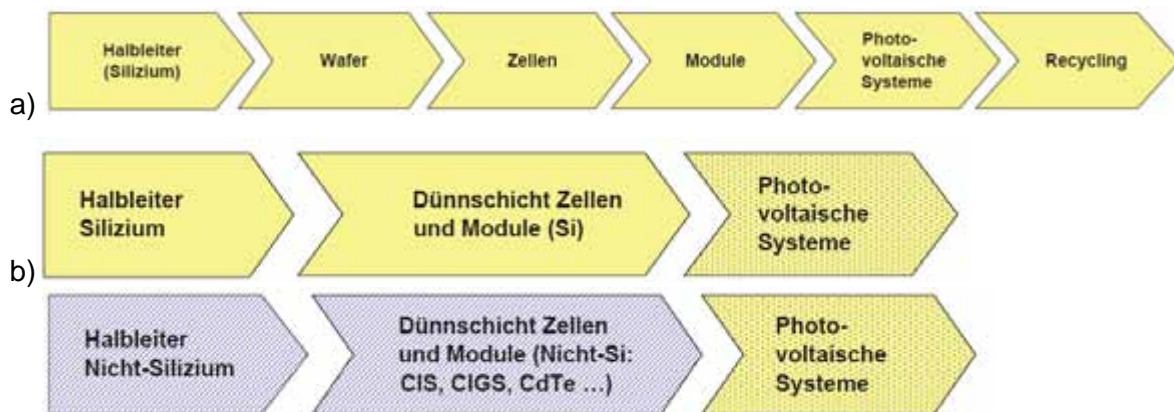 a)
Halbleiter
(Silizium)
Wafer
Zellen
Module
Photo-
voltaische
Systeme
Recycling
b)
Halbleiter
Silizium
Dünnschicht Zellen
und Module (Si)
Photo-
voltaische
Systeme
Halbleiter
Nicht-Silizium
Dünnschicht Zellen
und Module (Nicht-Si:
CIS, CIGS, CdTe ...)
Photo-
voltaische
Systeme